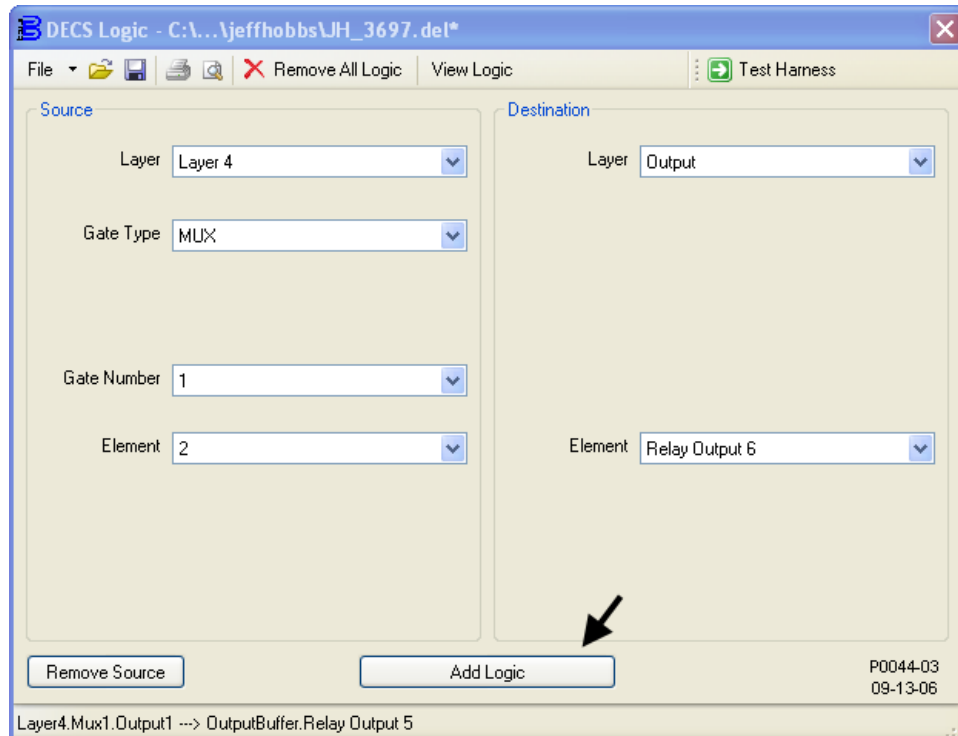 DECS Logic - C:\...\jeffhobbs\JH_3697.del*
File Remove All Logic View Logic Test Harness
Source
Layer Layer 4
Gate Type MUX
Gate Number 1
Element 2
Destination
Layer Output
Element Relay Output 6
Remove Source
Add Logic
P0044-03
09-13-06
Layer4.Mux1.Output1 ---> OutputBuffer.Relay Output 5